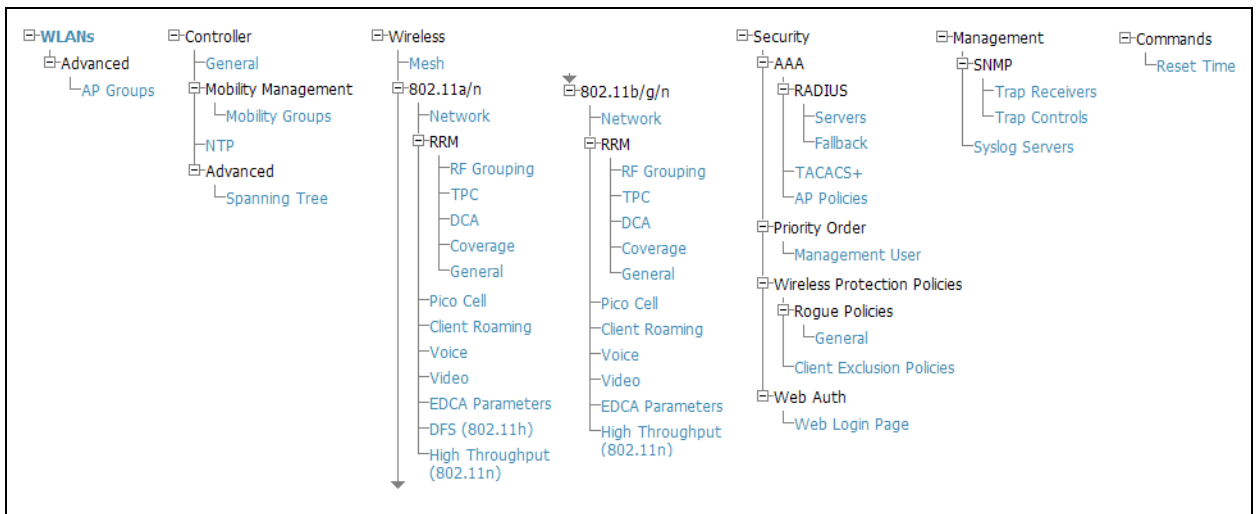 WLANs
Advanced
AP Groups
Controller
General
Mobility Management
Mobility Groups
NTP
Advanced
Spanning Tree
Wireless
Mesh
802.11a/n
Network
RRM
RF Grouping
TPC
DCA
Coverage
General
Pico Cell
Client Roaming
Voice
Video
EDCA Parameters
DFS (802.11h)
High Throughput
(802.11n)
802.11b/g/n
Network
RRM
RF Grouping
TPC
DCA
Coverage
General
Pico Cell
Client Roaming
Voice
Video
EDCA Parameters
High Throughput
(802.11n)
Security
AAA
RADIUS
Servers
Fallback
TACACS+
AP Policies
Priority Order
Management User
Wireless Protection Policies
Rogue Policies
General
Client Exclusion Policies
Web Auth
Web Login Page
Management
SNMP
Trap Receivers
Trap Controls
Syslog Servers
Commands
Reset Time